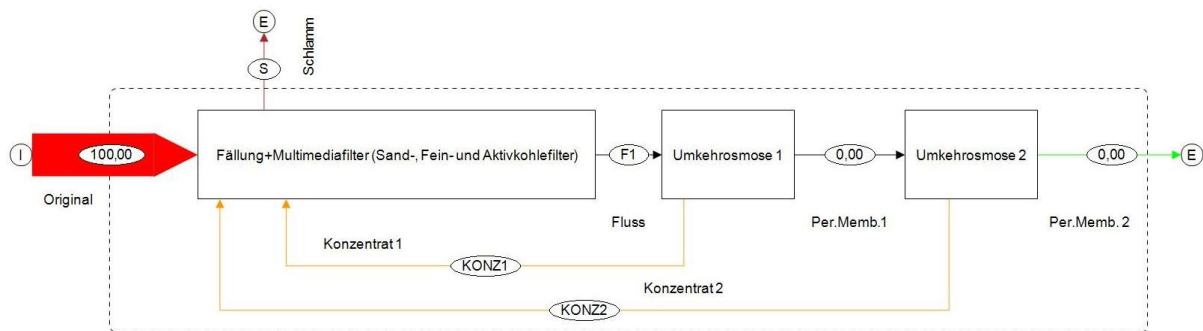 E
Schlamm
S
I
100,00
Original
Fällung+Multimediafilter (Sand-, Fein- und Aktivkohlefilter)
F1
Fluss
Umkehrosmose 1
0,00
Per.Memb.1
Umkehrosmose 2
0,00
Per.Memb. 2
E
Konzentrat 1
KONZ1
Konzentrat 2
KONZ2